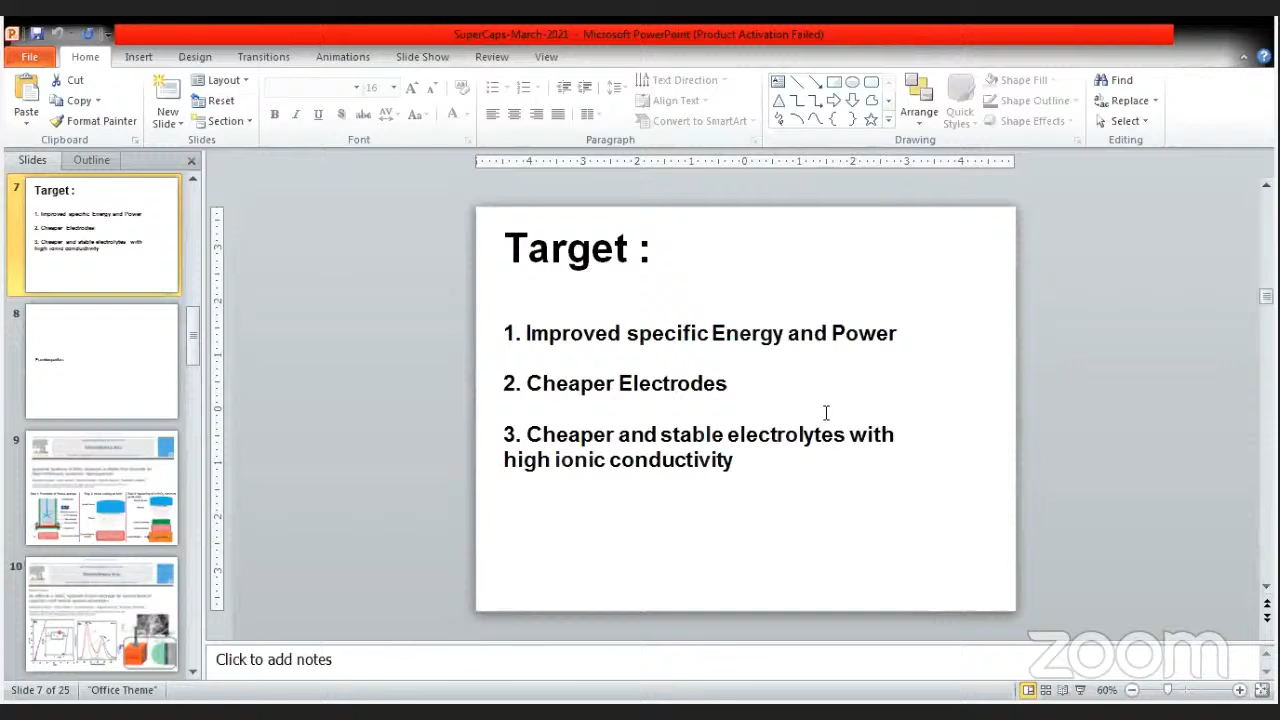 SuperCaps-March-2021 - Microsoft PowerPoint (Product Activation Failed)
File Home Insert Design Transitions Animations Slide Show Review View
Paste
Cut
Copy
Format Painter
Clipboard
New
Slide
Layout
Reset
Section
Slides
16
Font
Text Direction
Align Text
Convert to SmartArt
Paragraph
Arrange
Quick
Styles
Shape Fill
Shape Outline
Shape Effects
Drawing
Find
Replace
Select
Editing
Slides Outline
7
Target :
1. Improved specific Energy and Power
2. Cheaper Electrodes
3. Cheaper and stable electrolytes with
high ionic conductivity
8
9
10
Target :
1. Improved specific Energy and Power
2. Cheaper Electrodes
3. Cheaper and stable electrolytes with
high ionic conductivity
Click to add notes
zoom
Slide 7 of 25 "Office Theme" 60%